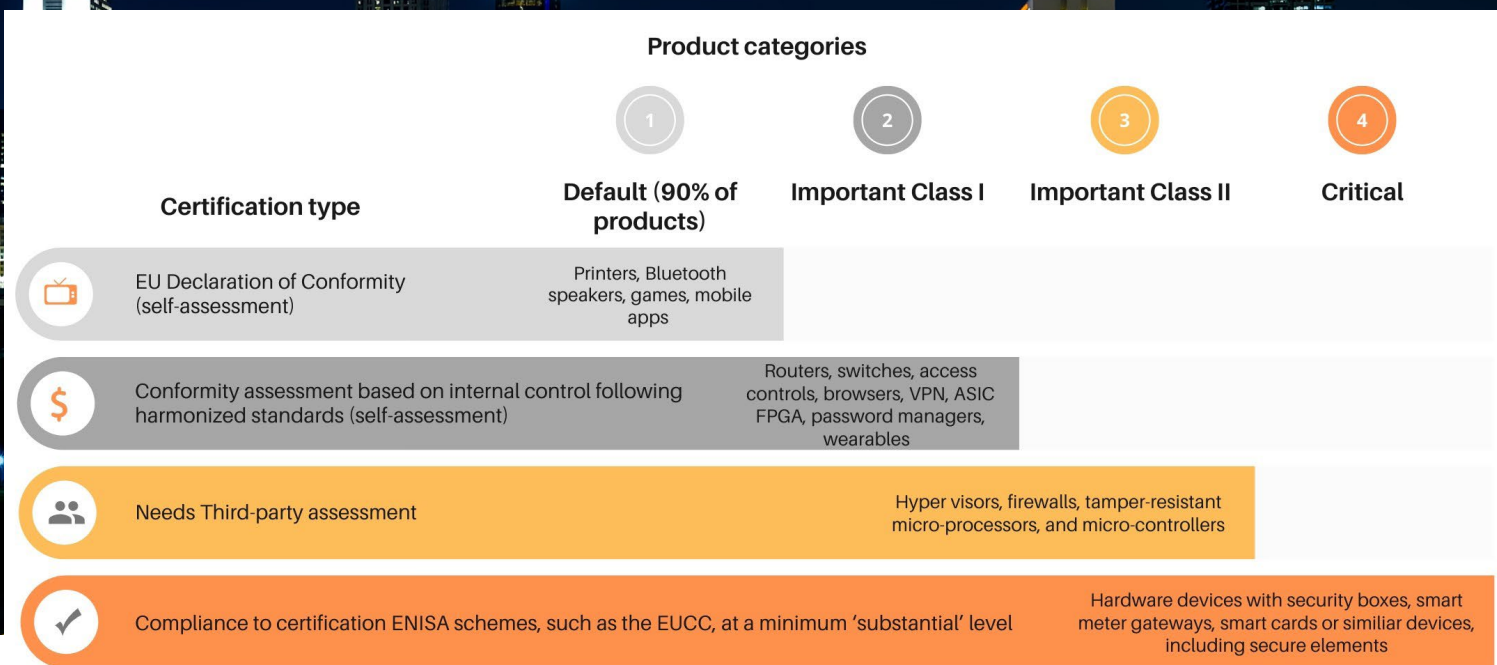 Product categories
1
2
3
4
Certification type
Default (90% of
products)
Important Class I
Important Class II
Critical
EU Declaration of Conformity
(self-assessment)
Printers, Bluetooth
speakers, games, mobile
apps
$
Conformity assessment based on internal control following
harmonized standards (self-assessment)
Routers, switches, access
controls, browsers, VPN, ASIC
FPGA, password managers,
wearables
Needs Third-party assessment
Hyper visors, firewalls, tamper-resistant
micro-processors, and micro-controllers
Compliance to certification ENISA schemes, such as the EUCC, at a minimum ‘substantial’ level
Hardware devices with security boxes, smart
meter gateways, smart cards or similiar devices,
including secure elements